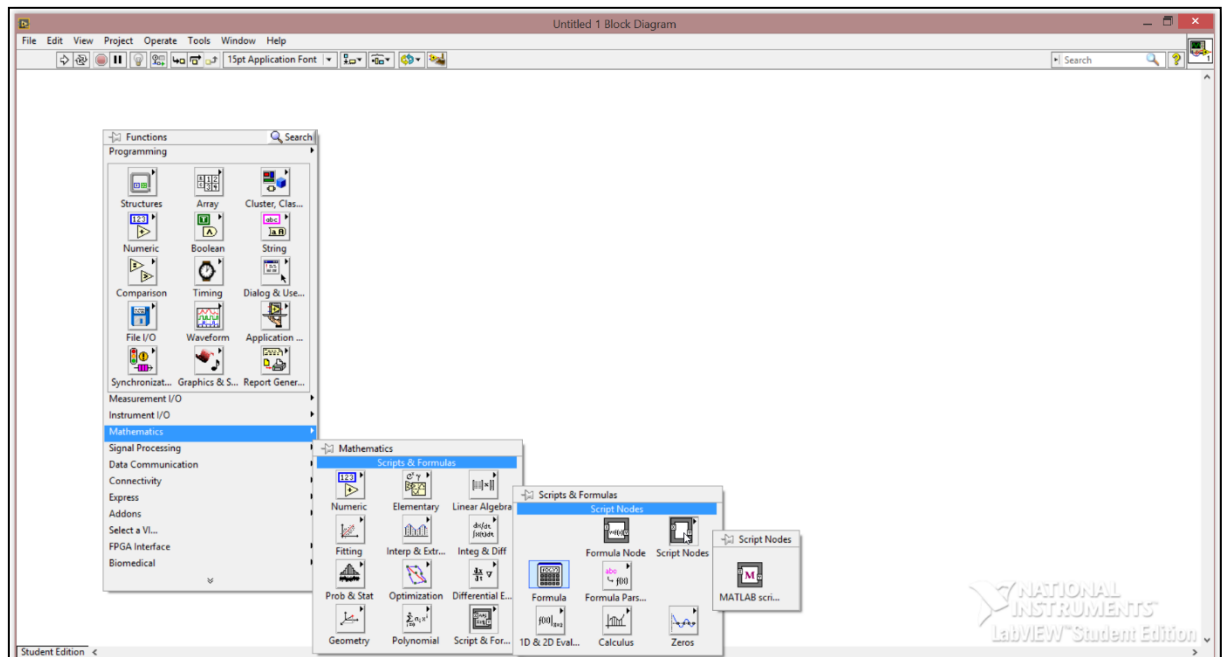 Untitled 1 Block Diagram
File Edit View Project Operate Tools Window Help
15pt Application Font
Search
Functions Search
Programming
Structures Array Cluster, Clas...
Numeric Boolean String
Comparison Timing Dialog & Use...
File I/O Waveform Application ...
Synchronizat... Graphics & S... Report Gener...
Measurement I/O
Instrument I/O
Mathematics
Signal Processing
Data Communication
Connectivity
Express
Addons
Select a VI...
FPGA Interface
Biomedical
Mathematics
Scripts & Formulas
Numeric Elementary Linear Algebra
Fitting Interp & Extr... Integ & Diff
Prob & Stat Optimization Differential E...
Geometry Polynomial Script & For...
Scripts & Formulas
Script Nodes
Formula Node Script Nodes
Formula Formula Pars...
1D & 2D Eval... Calculus Zeros
Script Nodes
MATLAB scri...
NATIONAL
INSTRUMENTS
LabVIEW™ Student Edition
Student Edition